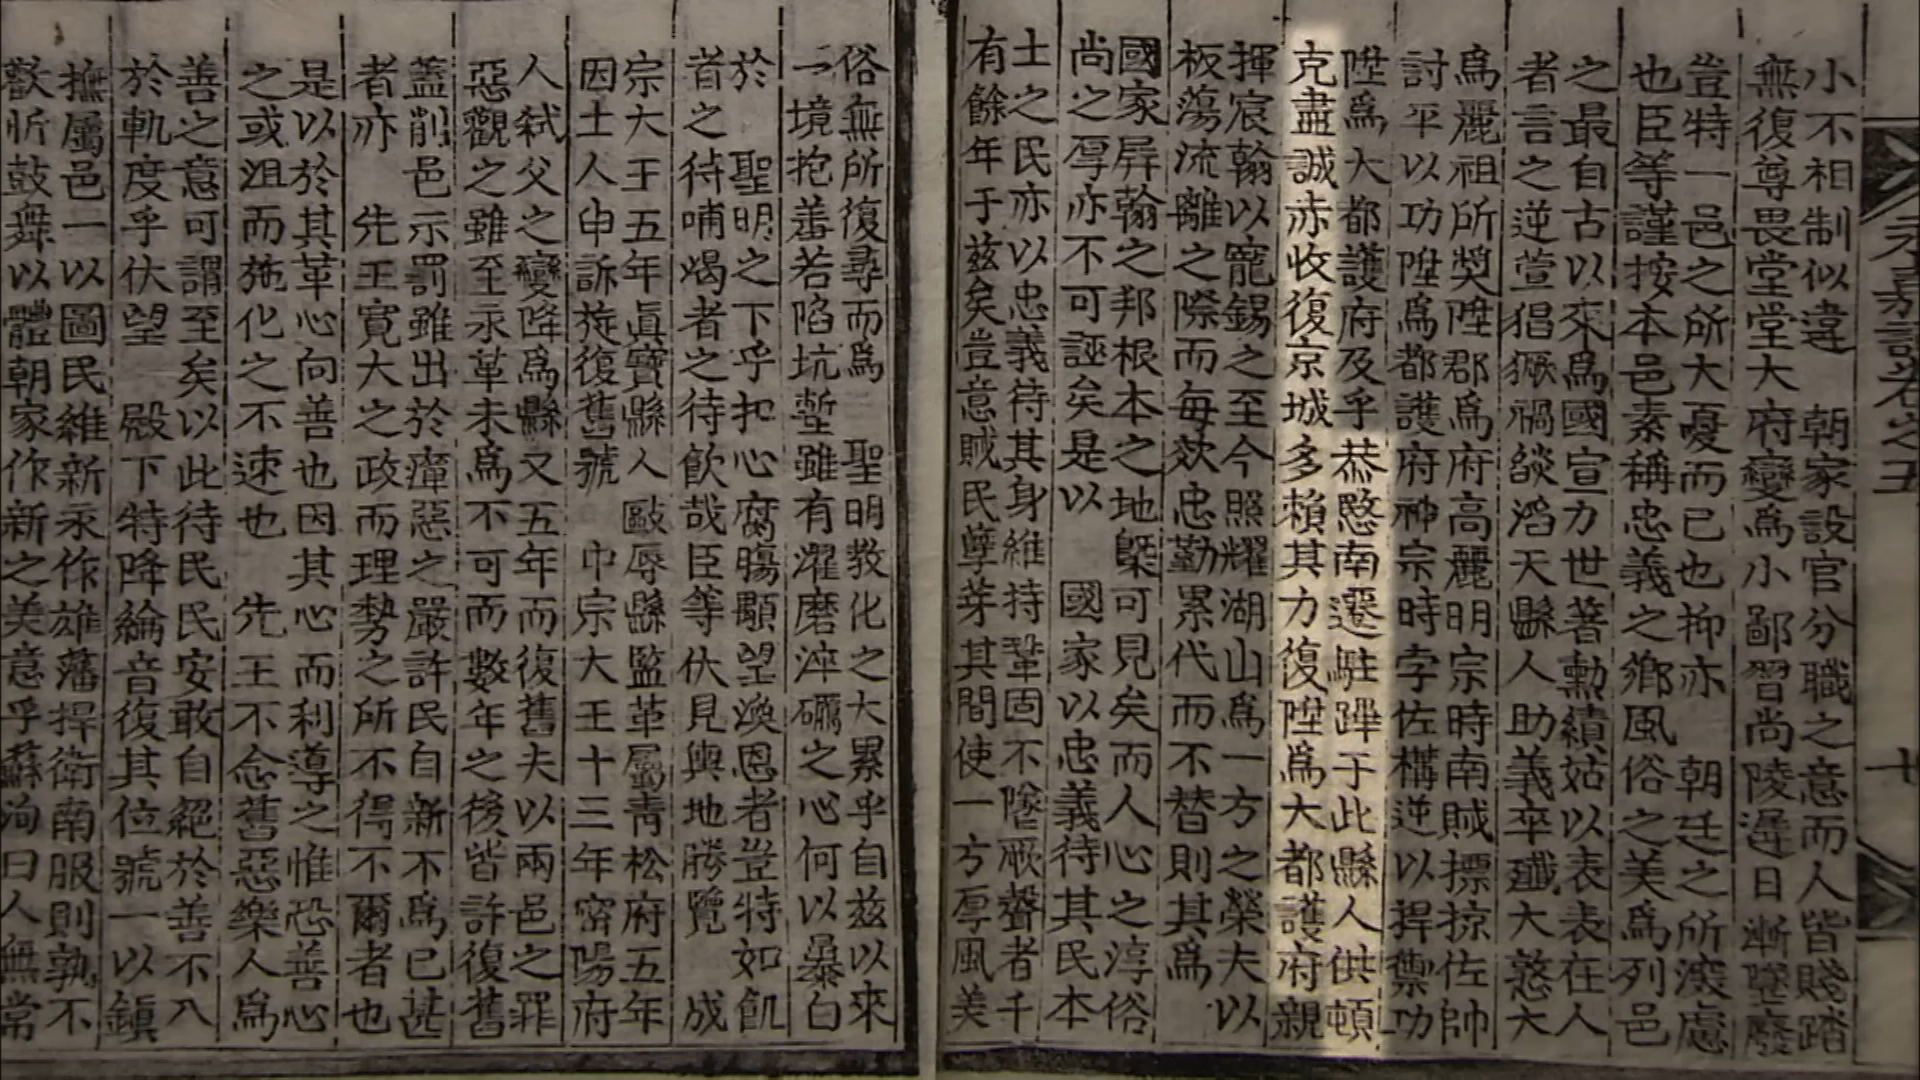 永嘉誌卷之五
十
小不相制似違　朝家設官分職之意而人皆賤踏
無復尊畏堂堂大府變爲小鄙習尚陵遲日漸墜廢
豈特一邑之所大憂而已也抑亦　朝廷之所深慮
也臣等謹按本邑素稱忠義之鄕風俗之美爲列邑
之最自古以來爲國宣力世著勳績姑以表表在人
者言之逆萱倡獗禍燄滔天縣人助義卒殲大憝大
爲麗祖所奬陞郡爲府高麗明宗時南賊摽掠佐帥
討平以功陞爲都護府神宗時孛佐構逆以捍禦功
陞爲大都護府及乎　恭愍南遷駐蹕于此縣人供頓
克盡誠赤收復京城多賴其力復陞爲大都護府親
揮宸翰以寵錫之至今照耀湖山爲一方之榮夫以
板蕩流離之際而每效忠勤累代而不替則其爲
國家屛翰之邦根本之地槩可見矣而人心之淳俗
尚之厚亦不可誣矣是以　國家以忠義待其民本
土之民亦以忠義待其身維持鞏固不墜厥聲者千
有餘年于茲矣豈意賊民孽芽其間使一方厚風美
俗無所復尋而爲　聖明敎化之大累乎自茲以來
一境抱善若陷坑塹雖有濯磨淬礪之心何以暴白
於　聖明之下乎扣心腐腸顒望渙恩者豈特如飢
者之待哺渴者之待飮哉臣等伏見輿地勝覽　成
宗大王五年眞寶縣人　毆辱縣監革屬靑松府五年
因土人申訴旋復舊號　中宗大王十三年密陽府
人弑父之變降爲縣又五年而復舊夫以兩邑之罪
惡觀之雖至永革未爲不可而數年之後皆許復舊
蓋削邑示罰雖出於癉惡之嚴許民自新不爲已甚
者亦　先王寬大之政而理勢之所不得不爾者也
是以於其革心向善也因其心而利導之惟恐善心
之或沮而施化之不速也　先王不念舊惡樂人爲
善之意可謂至矣以此待民民安敢自絕於善不入
於軌度乎伏望　殿下特降綸音復其位號一以鎭
撫屬邑一以圖民維新永作雄藩捍衛南服則孰不
歡忻鼓舞以體朝家作新之美意乎蘇洵曰人無常